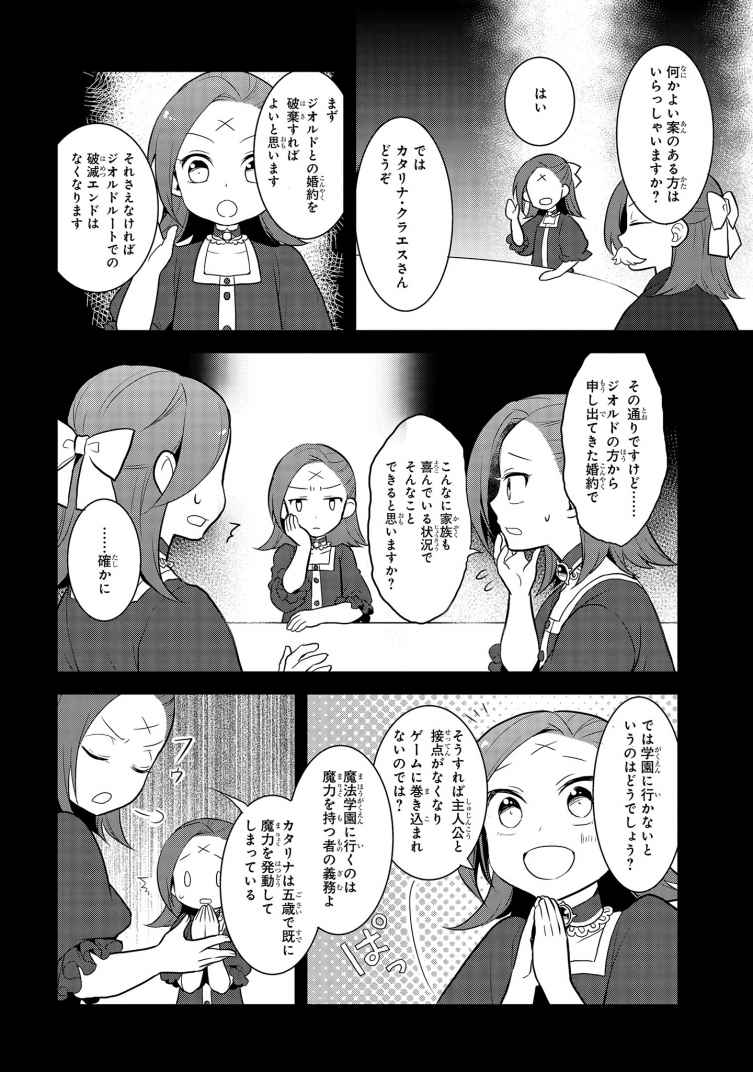 何かよい案のある方は
いらっしゃいますか？
はい
では
カタリナ・クラエスさん
どうぞ
まず
ジオルドとの婚約を
破棄すれば
よいと思います
それさえなければ
ジオルドルートでの
破滅エンドは
なくなります
その通りですけど……
ジオルドの方から
申し出てきた婚約で
こんなに家族も
喜んでいる状況で
そんなこと
できると思いますか？
……確かに
では学園に行かないと
いうのはどうでしょう？
そうすれば主人公と
接点がなくなり
ゲームに巻き込まれ
ないのでは？
ぱっ
魔法学園に行くのは
魔力を持つ者の義務よ
カタリナは五歳で既に
魔力を発動して
しまっている
フゥ